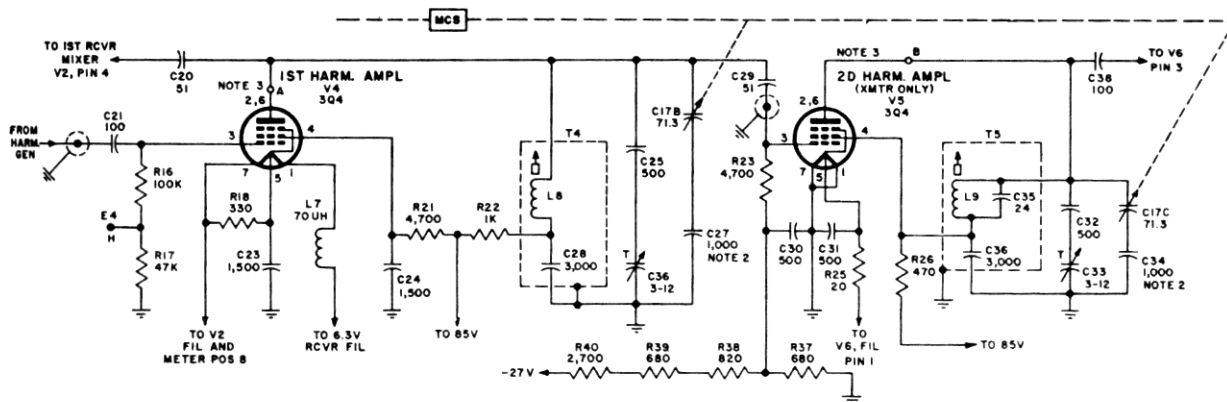 MCS
TO 1ST RCVR
MIXER
V2, PIN 4
C20
51
NOTE 3
A
1ST HARM. AMPL
V4
3Q4
2,6
3
4
7
5
1
FROM
HARM.
GEN
C21
100
R16
100K
E4
H
R17
47K
R18
330
C23
1,500
L7
70UH
TO V2
FIL AND
METER POS 8
TO 6.3V
RCVR FIL
R21
4,700
C24
1,500
TO 85V
R22
1K
T4
L8
C28
3,000
C25
500
T
C36
3-12
C17B
71.3
C27
1,000
NOTE 2
C29
51
R23
4,700
NOTE 3
B
2D HARM. AMPL
(XMTR ONLY)
V5
3Q4
2,6
3
4
7
5
1
C30
500
C31
500
R25
20
TO
V6, FIL
PIN 1
C38
100
TO V6
PIN 3
T5
L9
C35
24
C36
3,000
R26
470
TO 85V
C32
500
T
C33
3-12
C17C
71.3
C34
1,000
NOTE 2
-27 V
R40
2,700
R39
680
R38
820
R37
680